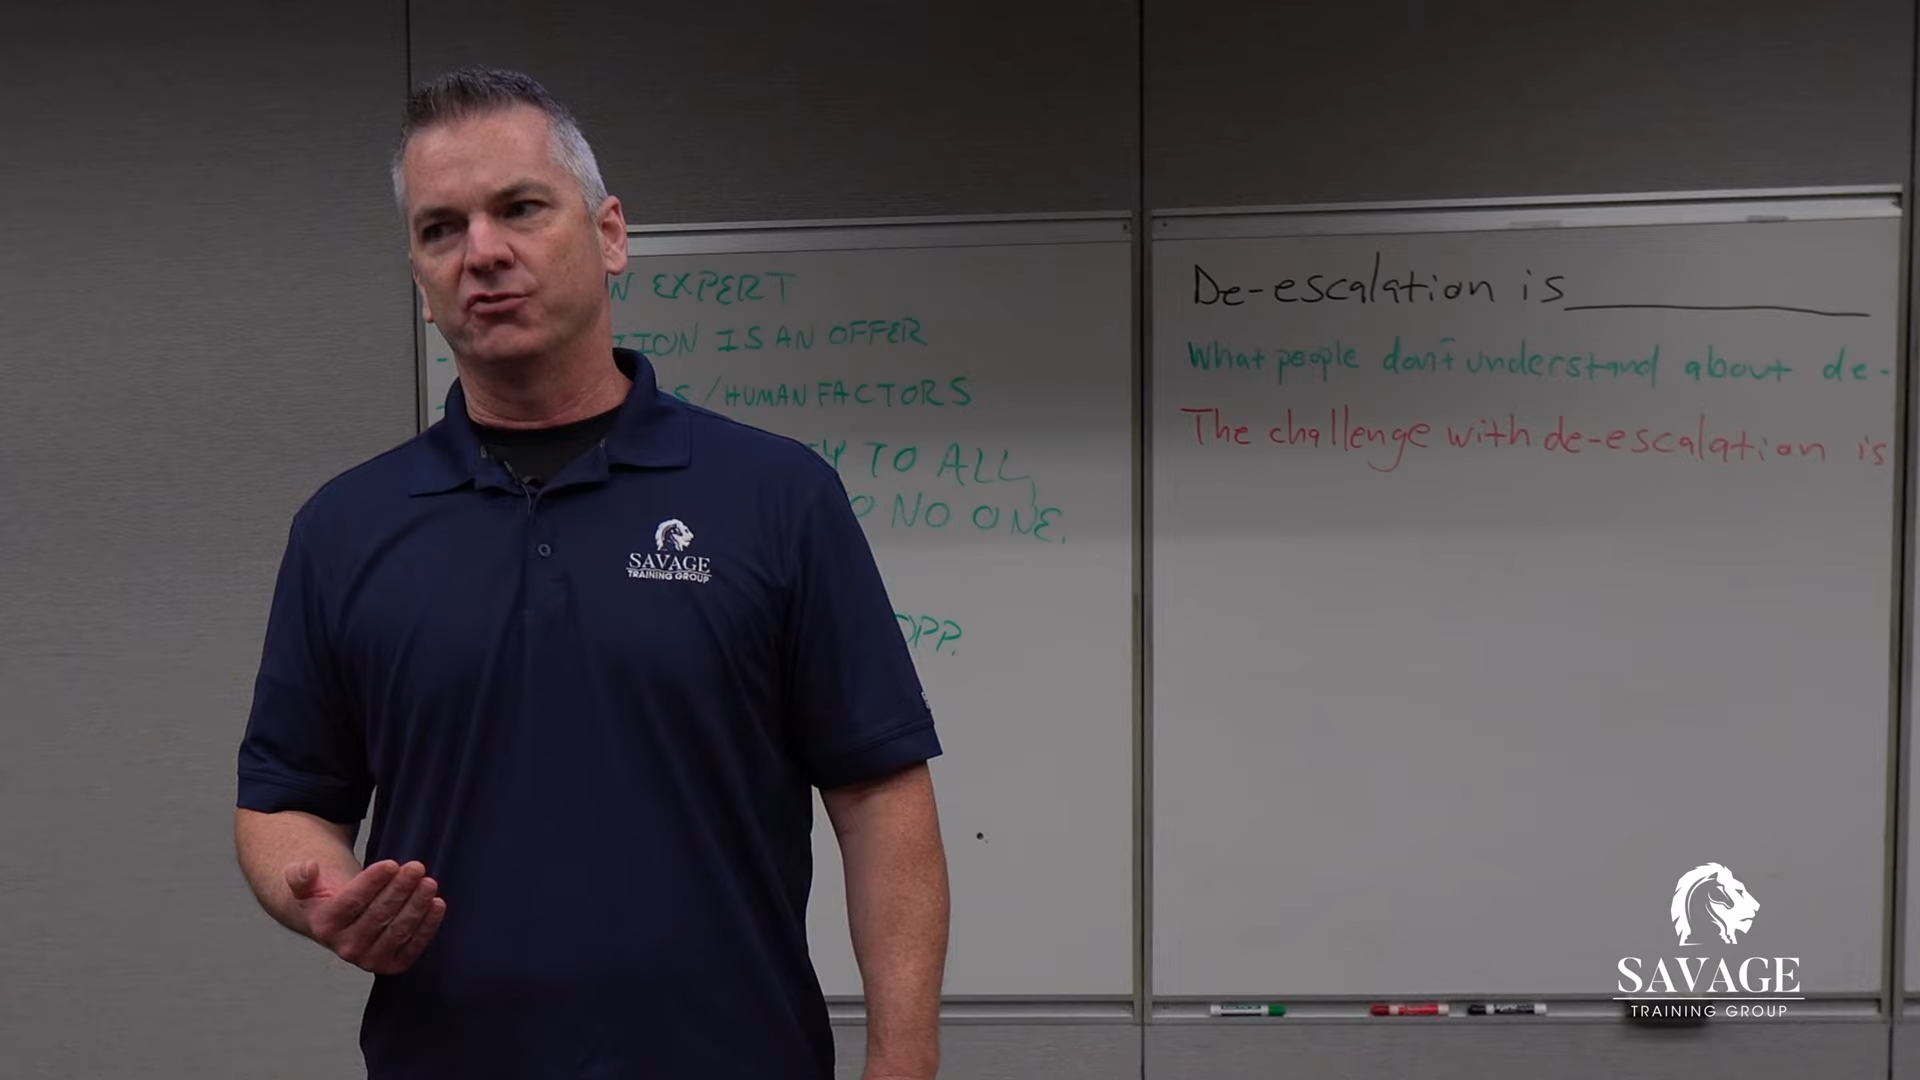 EXPERT
IS AN OFFER
/HUMAN FACTORS
TO ALL,
NO ONE.
OPP.
De-escalation is
What people don't understand about de-
The challenge with de-escalation is
SAVAGE
TRAINING GROUP
SAVAGE
TRAINING GROUP